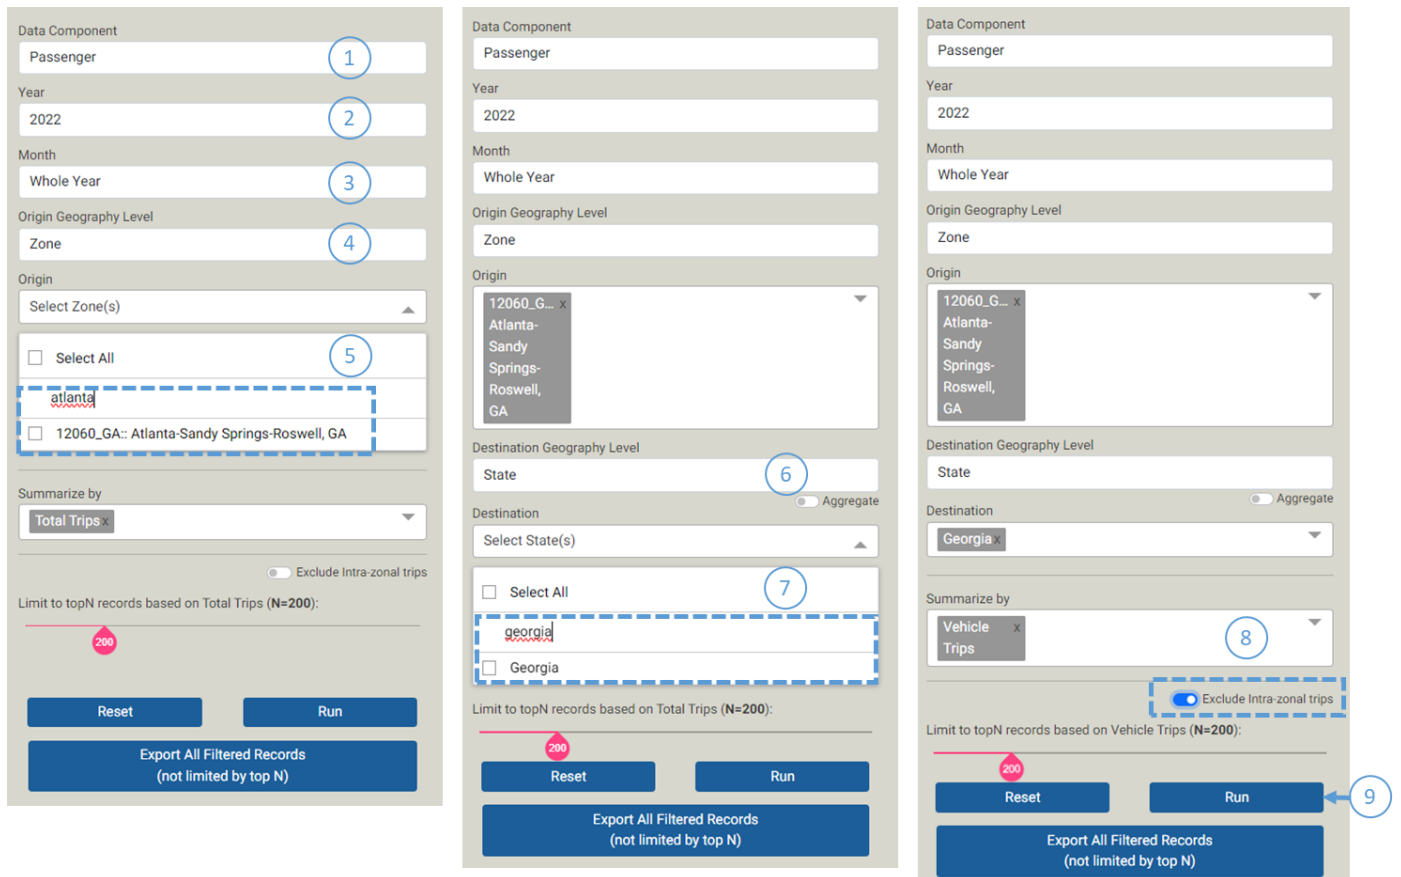 Data Component
Passenger
1
Year
2022
2
Month
Whole Year
3
Origin Geography Level
Zone
4
Origin
Select Zone(s)
Select All
5
atlanta
12060_GA:: Atlanta-Sandy Springs-Roswell, GA
Summarize by
Total Trips x
Exclude Intra-zonal trips
Limit to topN records based on Total Trips (N=200):
200
Reset
Run
Export All Filtered Records
(not limited by top N)
Data Component
Passenger
Year
2022
Month
Whole Year
Origin Geography Level
Zone
Origin
12060_G... x
Atlanta-
Sandy
Springs-
Roswell,
GA
Destination Geography Level
State
6
Aggregate
Destination
Select State(s)
Select All
7
georgia
Georgia
Limit to topN records based on Total Trips (N=200):
200
Reset
Run
Export All Filtered Records
(not limited by top N)
Data Component
Passenger
Year
2022
Month
Whole Year
Origin Geography Level
Zone
Origin
12060_G... x
Atlanta-
Sandy
Springs-
Roswell,
GA
Destination Geography Level
State
Aggregate
Destination
Georgia x
Summarize by
Vehicle x
Trips
8
Exclude Intra-zonal trips
Limit to topN records based on Vehicle Trips (N=200):
200
Reset
Run
9
Export All Filtered Records
(not limited by top N)